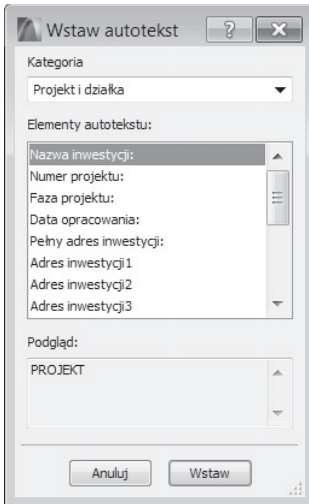 Wstaw autotekst
Kategoria
Projekt i działka
Elementy autotekstu:
Nazwa inwestycji:
Numer projektu:
Faza projektu:
Data opracowania:
Pełny adres inwestycji:
Adres inwestycji1
Adres inwestycji2
Adres inwestycji3
Podgląd:
PROJEKT
Anuluj Wstaw